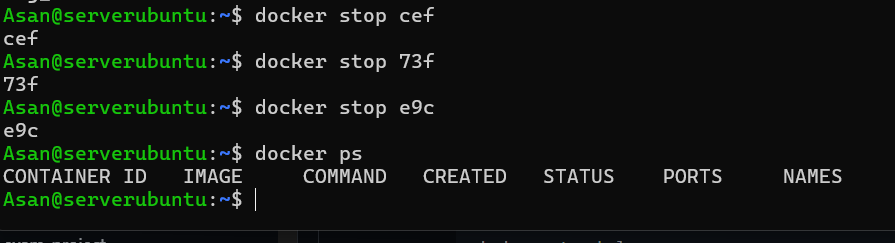 Asan@serverubuntu:~$ docker stop cef
cef
Asan@serverubuntu:~$ docker stop 73f
73f
Asan@serverubuntu:~$ docker stop e9c
e9c
Asan@serverubuntu:~$ docker ps
CONTAINER ID   IMAGE     COMMAND   CREATED   STATUS    PORTS     NAMES
Asan@serverubuntu:~$